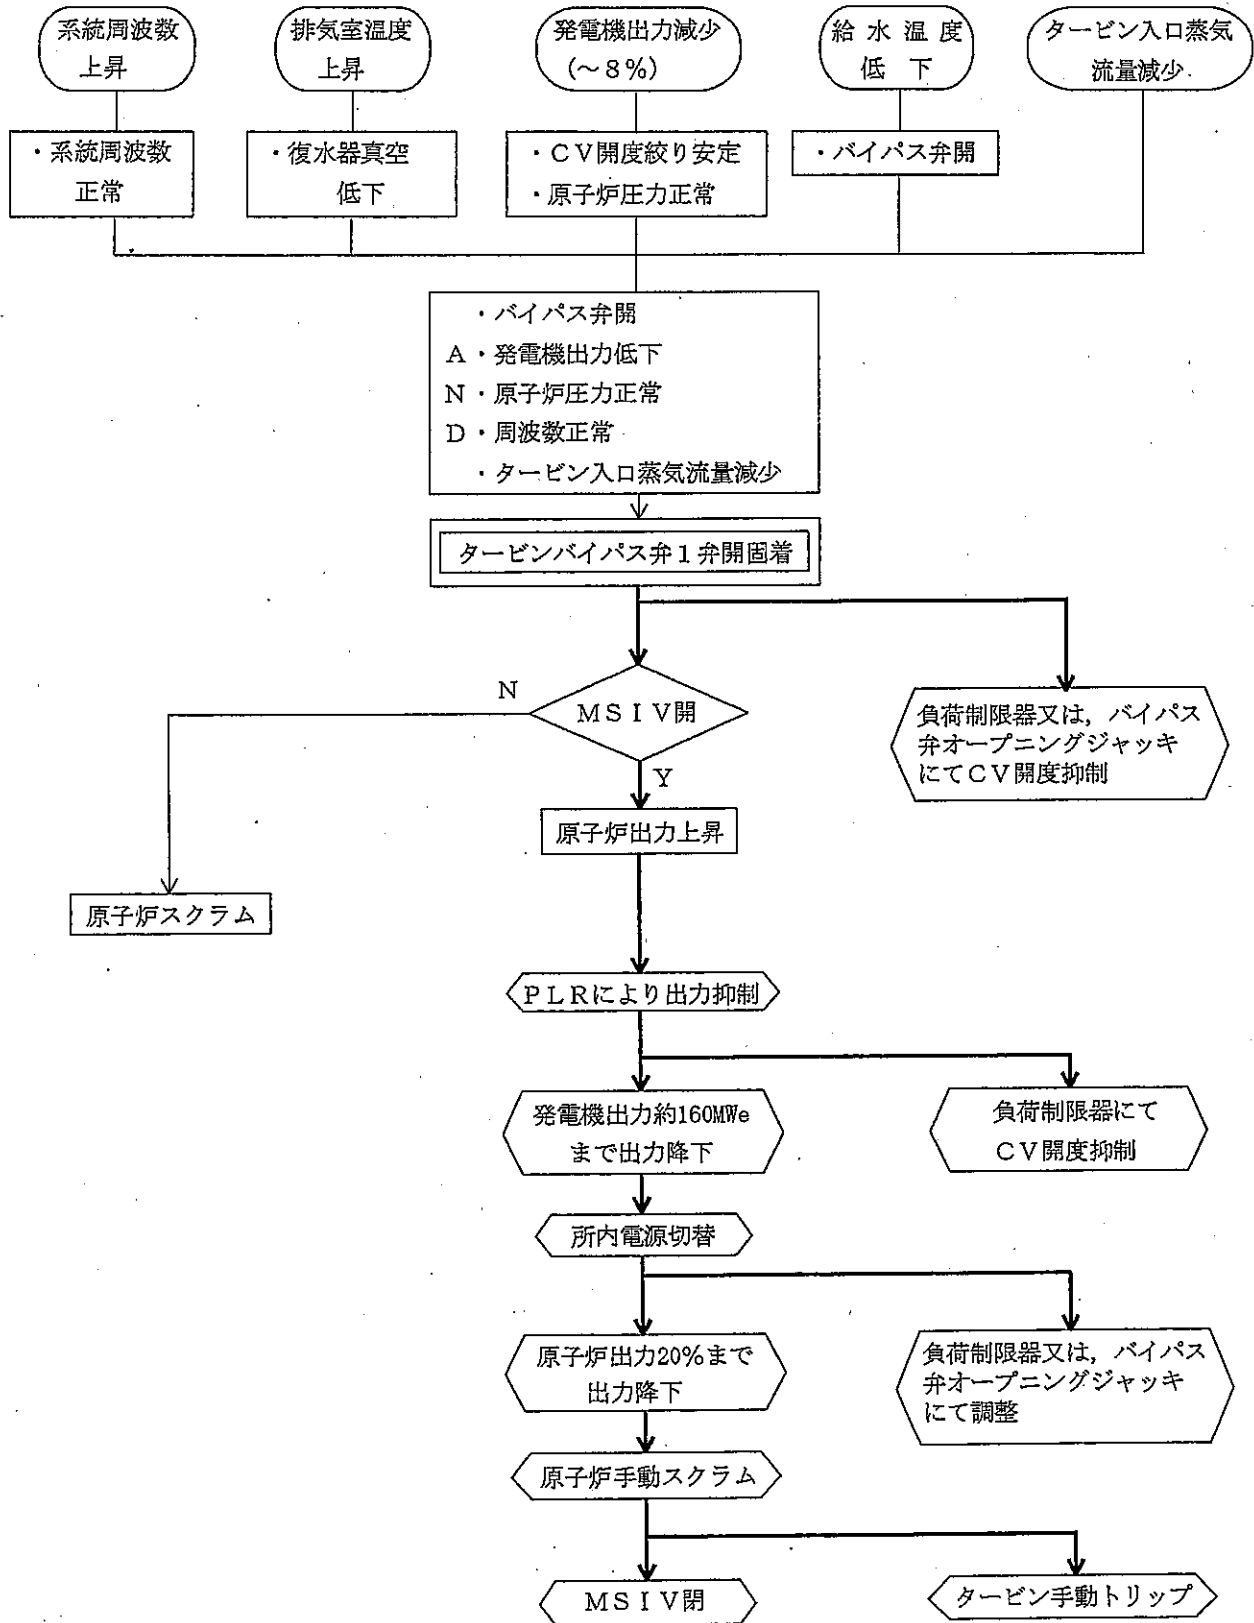 系統周波数
上昇
排気室温度
上昇
発電機出力減少
(～８％)
給水温度
低下
タービン入口蒸気
流量減少
・系統周波数
正常
・復水器真空
低下
・ＣＶ開度絞り安定
・原子炉圧力正常
・バイパス弁開
・バイパス弁開
Ａ・発電機出力低下
Ｎ・原子炉圧力正常
Ｄ・周波数正常
・タービン入口蒸気流量減少
タービンバイパス弁１弁開固着
Ｎ
ＭＳＩＶ開
Ｙ
負荷制限器又は，バイパス
弁オープニングジャッキ
にてＣＶ開度抑制
原子炉出力上昇
原子炉スクラム
ＰＬＲにより出力抑制
発電機出力約160MWe
まで出力降下
負荷制限器にて
ＣＶ開度抑制
所内電源切替
原子炉出力20％まで
出力降下
負荷制限器又は，バイパス
弁オープニングジャッキ
にて調整
原子炉手動スクラム
ＭＳＩＶ閉
タービン手動トリップ